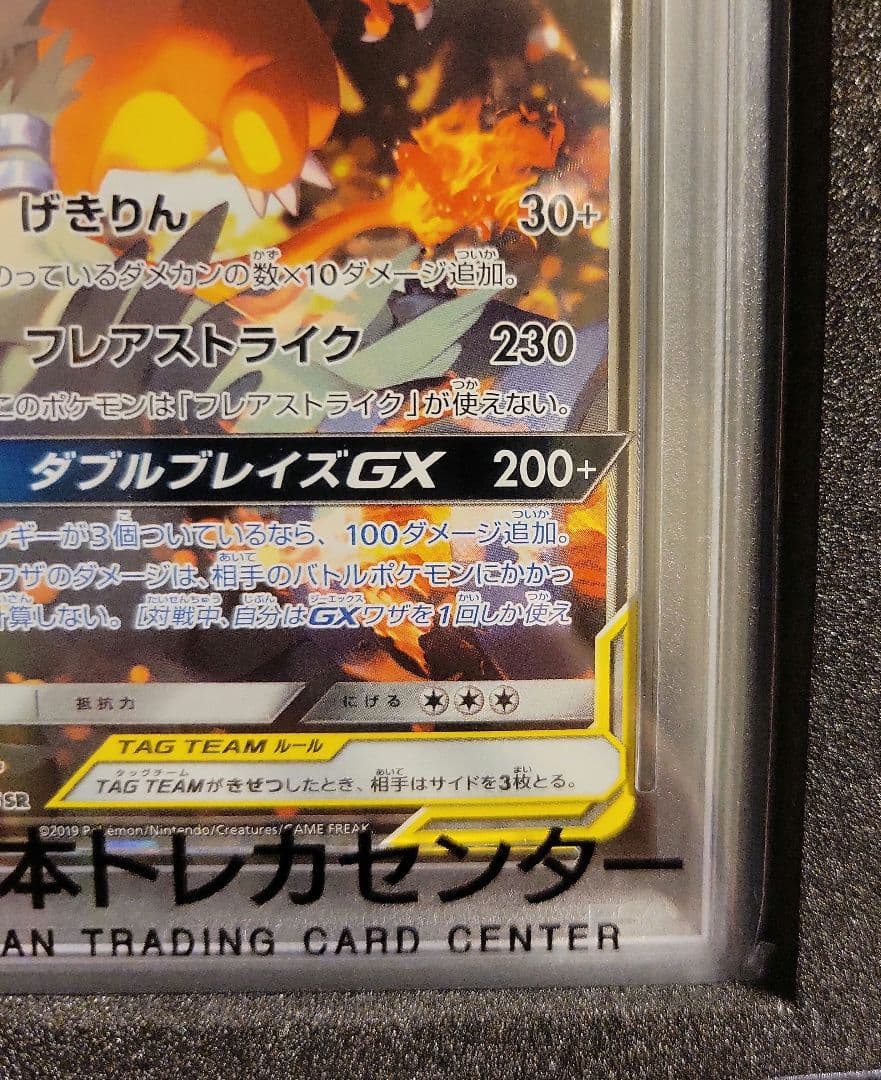 げきりん 30+
のっているダメカンの数×10ダメージ追加。
フレアストライク 230
このポケモンは「フレアストライク」が使えない。
ダブルブレイズGX 200+
ルギーが3個ついているなら、100ダメージ追加。
ワザのダメージは、相手のバトルポケモンにかかっ
計算しない。[対戦中、自分はGXワザを1回しか使え
抵抗力 にげる
TAG TEAM ルール
TAG TEAMがきぜつしたとき、相手はサイドを3枚とる。
SR
©2019 Pokémon/Nintendo/Creatures/GAME FREAK.
本トレカセンター
AN TRADING CARD CENTER